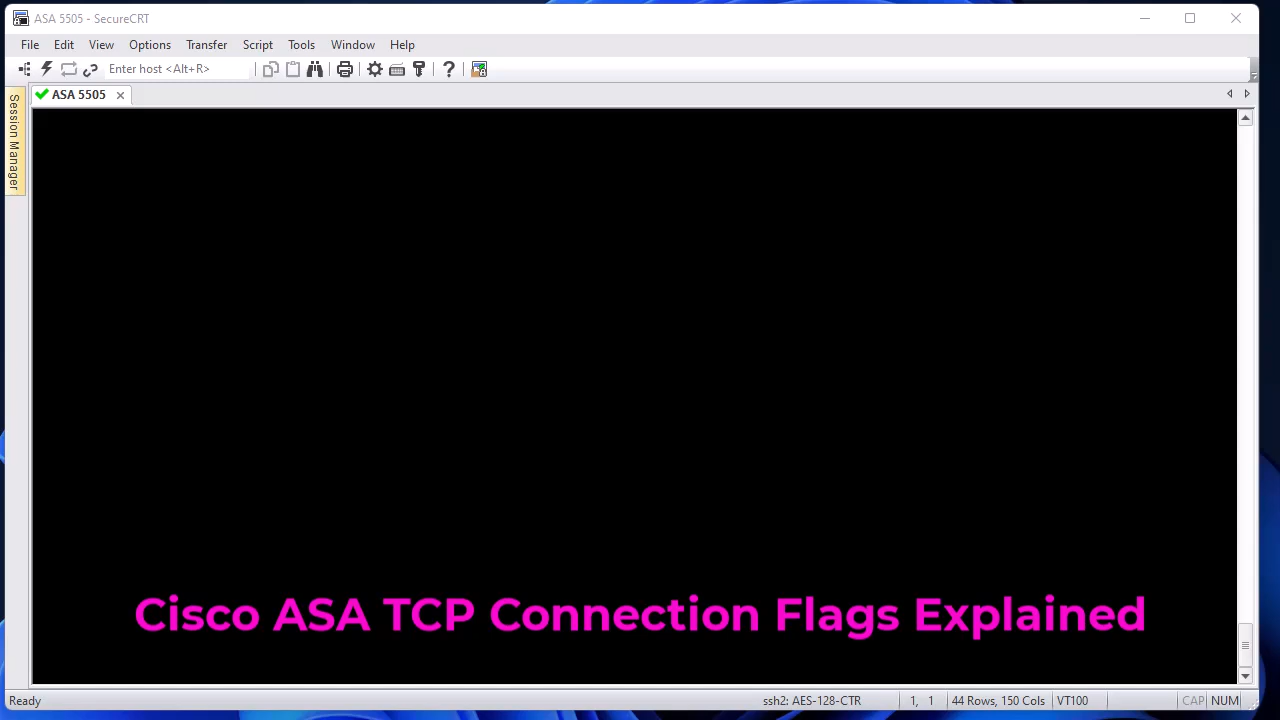 ASA 5505 - SecureCRT
File Edit View Options Transfer Script Tools Window Help
Enter host <Alt+R>
ASA 5505
Session Manager
Cisco ASA TCP Connection Flags Explained
Ready ssh2: AES-128-CTR 1, 1 44 Rows, 150 Cols VT100 CAP NUM